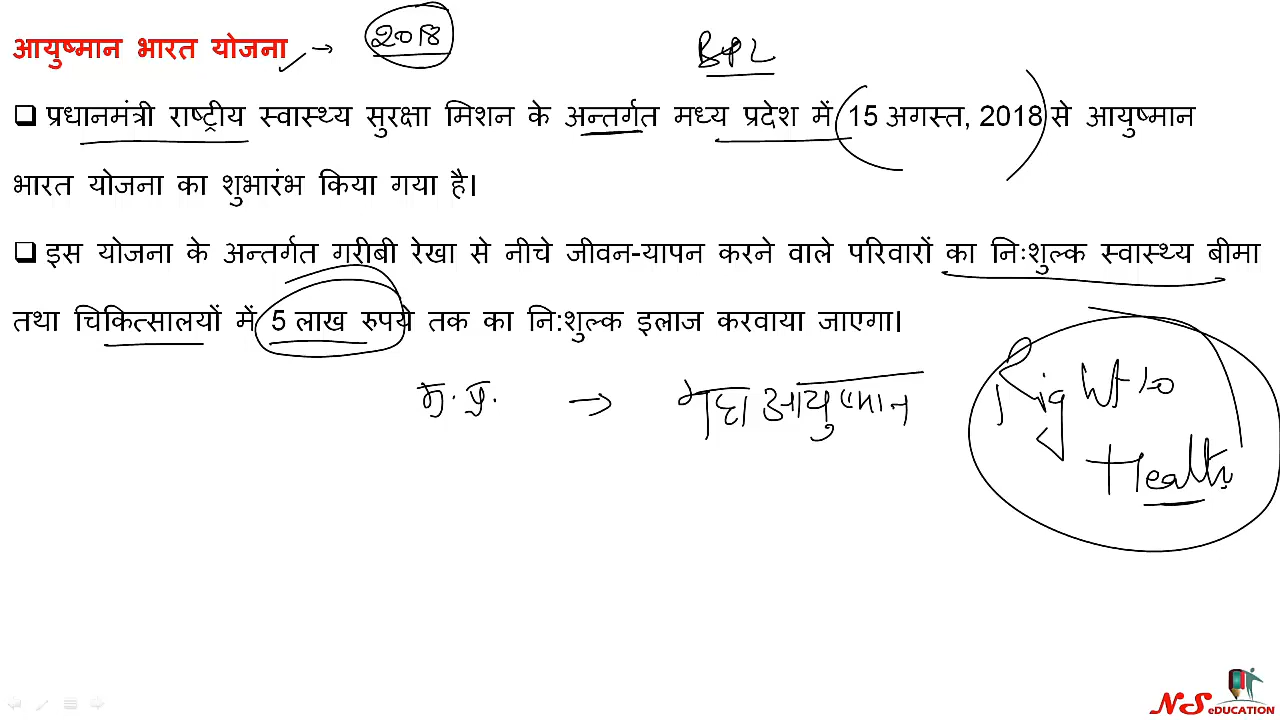 आयुष्मान भारत योजना → 2018
BPL
❑ प्रधानमंत्री राष्ट्रीय स्वास्थ्य सुरक्षा मिशन के अन्तर्गत मध्य प्रदेश में 15 अगस्त, 2018 से आयुष्मान
भारत योजना का शुभारंभ किया गया है।
❑ इस योजना के अन्तर्गत गरीबी रेखा से नीचे जीवन-यापन करने वाले परिवारों का निःशुल्क स्वास्थ्य बीमा
तथा चिकित्सालयों में 5 लाख रुपये तक का नि:शुल्क इलाज करवाया जाएगा।
म.प्र. → महा आयुष्मान
Right to
Health
NS eDUCATION